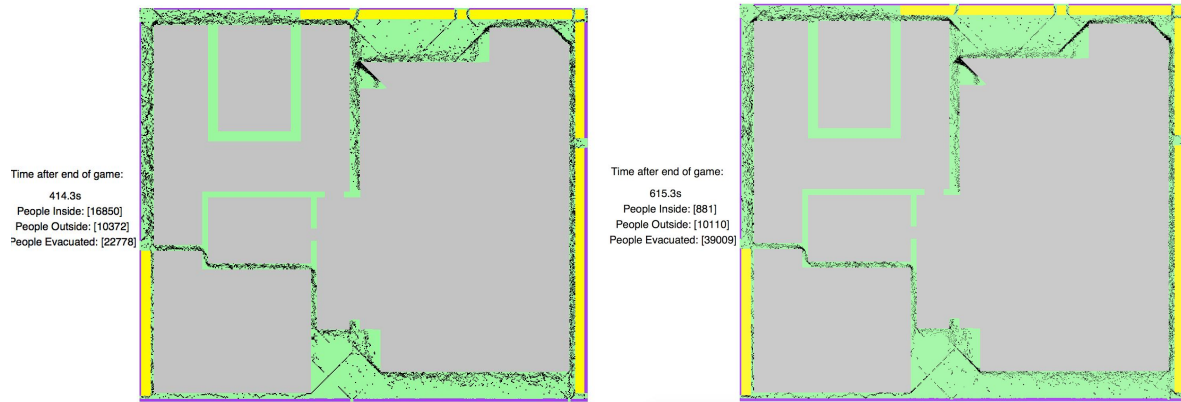 Time after end of game:
414.3s
People Inside: [16850]
People Outside: [10372]
People Evacuated: [22778]
Time after end of game:
615.3s
People Inside: [881]
People Outside: [10110]
People Evacuated: [39009]